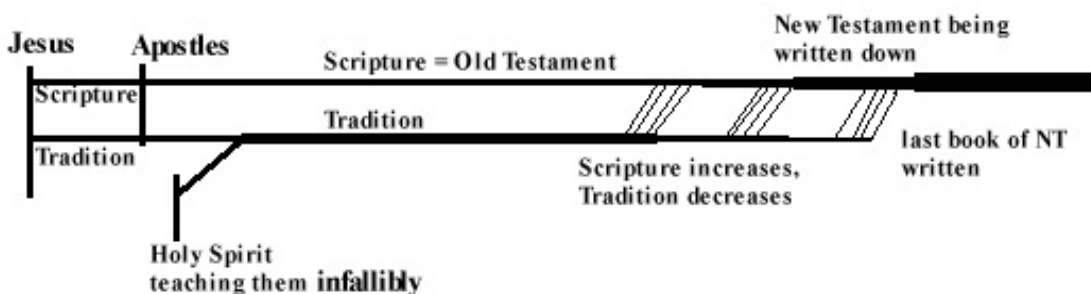 Jesus
Apostles
Scripture = Old Testament
New Testament being
written down
Scripture
Tradition
Tradition
Scripture increases,
Tradition decreases
last book of NT
written
Holy Spirit
teaching them infallibly